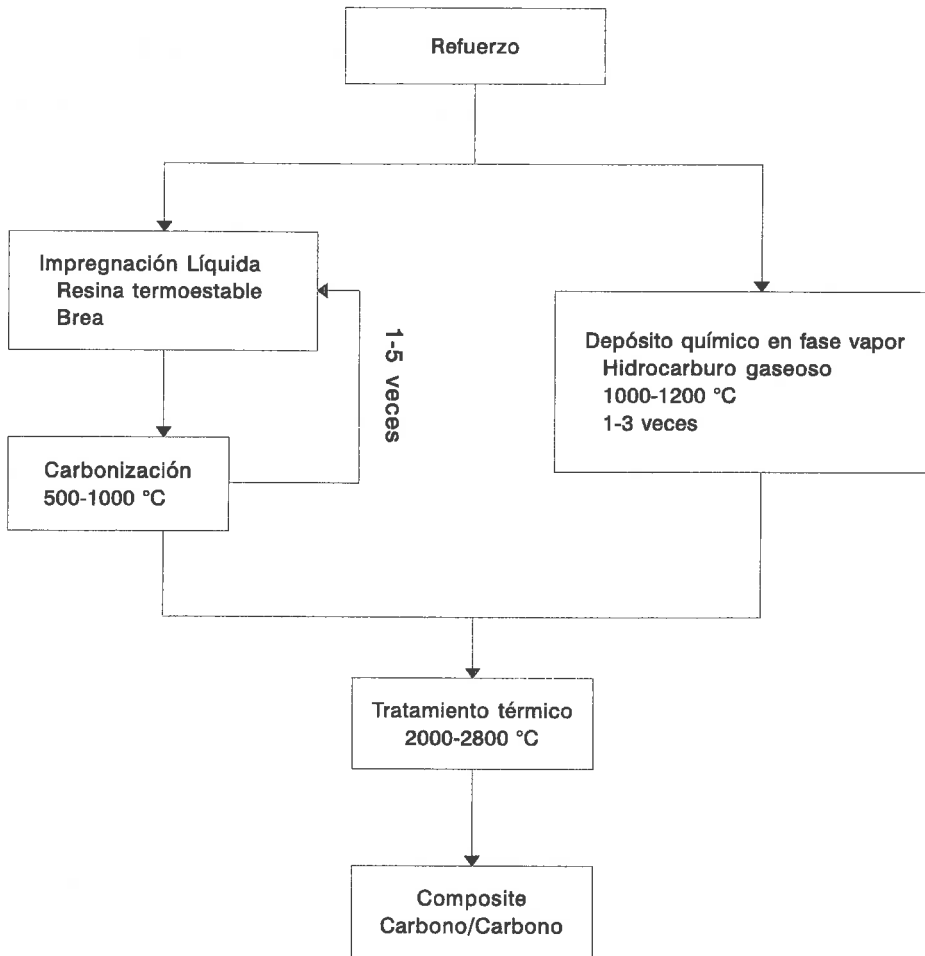 Refuerzo
Impregnación Líquida
Resina termoestable
Brea
1-5 veces
Carbonización
500-1000 °C
Depósito químico en fase vapor
Hidrocarburo gaseoso
1000-1200 °C
1-3 veces
Tratamiento térmico
2000-2800 °C
Composite
Carbono/Carbono